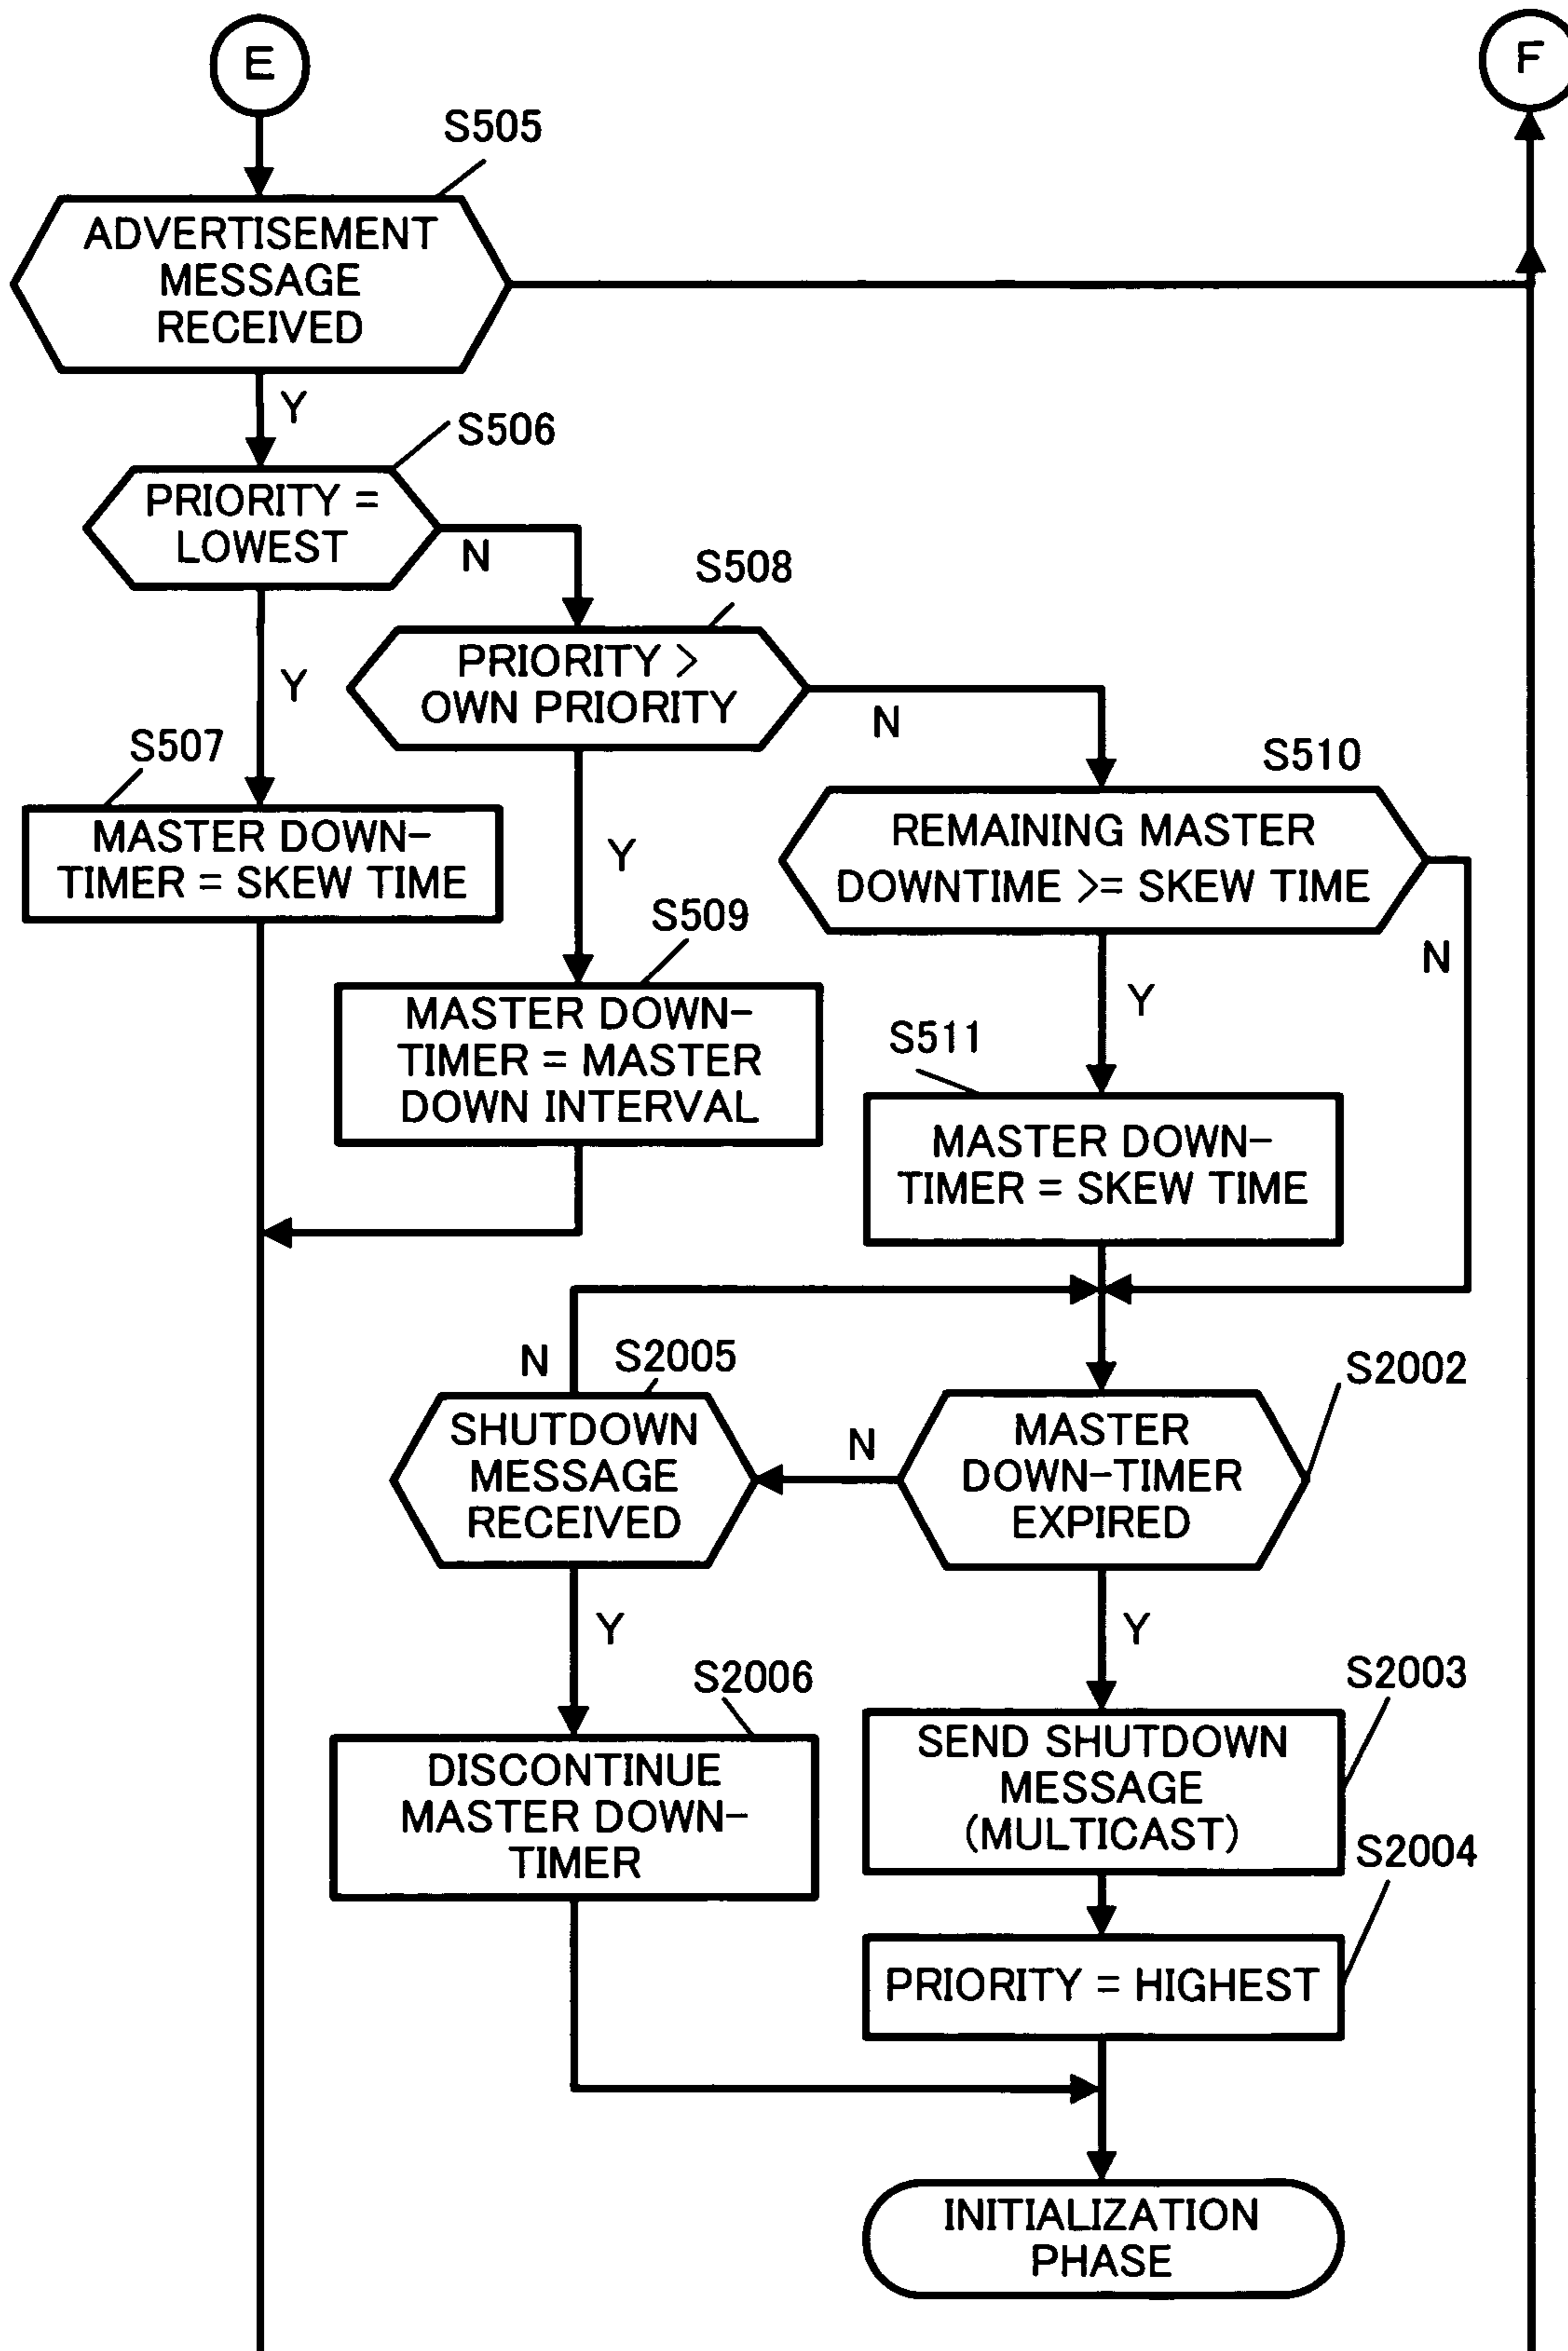 E
F
S505
ADVERTISEMENT
MESSAGE
RECEIVED
Y
S506
PRIORITY =
LOWEST
N
S508
Y
PRIORITY >
OWN PRIORITY
N
S507
MASTER DOWN-
TIMER = SKEW TIME
S510
REMAINING MASTER
DOWNTIME >= SKEW TIME
Y
N
S509
MASTER DOWN-
TIMER = MASTER
DOWN INTERVAL
Y
S511
MASTER DOWN-
TIMER = SKEW TIME
N
S2005
SHUTDOWN
MESSAGE
RECEIVED
N
S2002
MASTER
DOWN-TIMER
EXPIRED
Y
Y
S2006
DISCONTINUE
MASTER DOWN-
TIMER
S2003
SEND SHUTDOWN
MESSAGE
(MULTICAST)
S2004
PRIORITY = HIGHEST
INITIALIZATION
PHASE